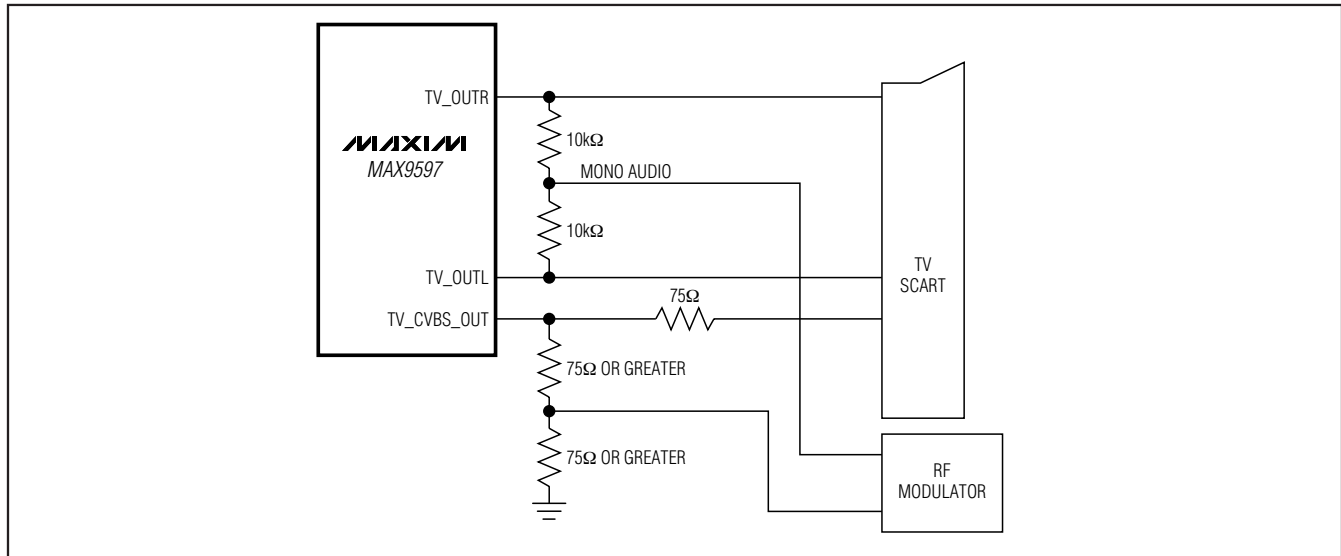 TV_OUTR
10kΩ
MAXIM
MAX9597
MONO AUDIO
10kΩ
TV_OUTL
TV
SCART
75Ω
TV_CVBS_OUT
75Ω OR GREATER
75Ω OR GREATER
RF
MODULATOR